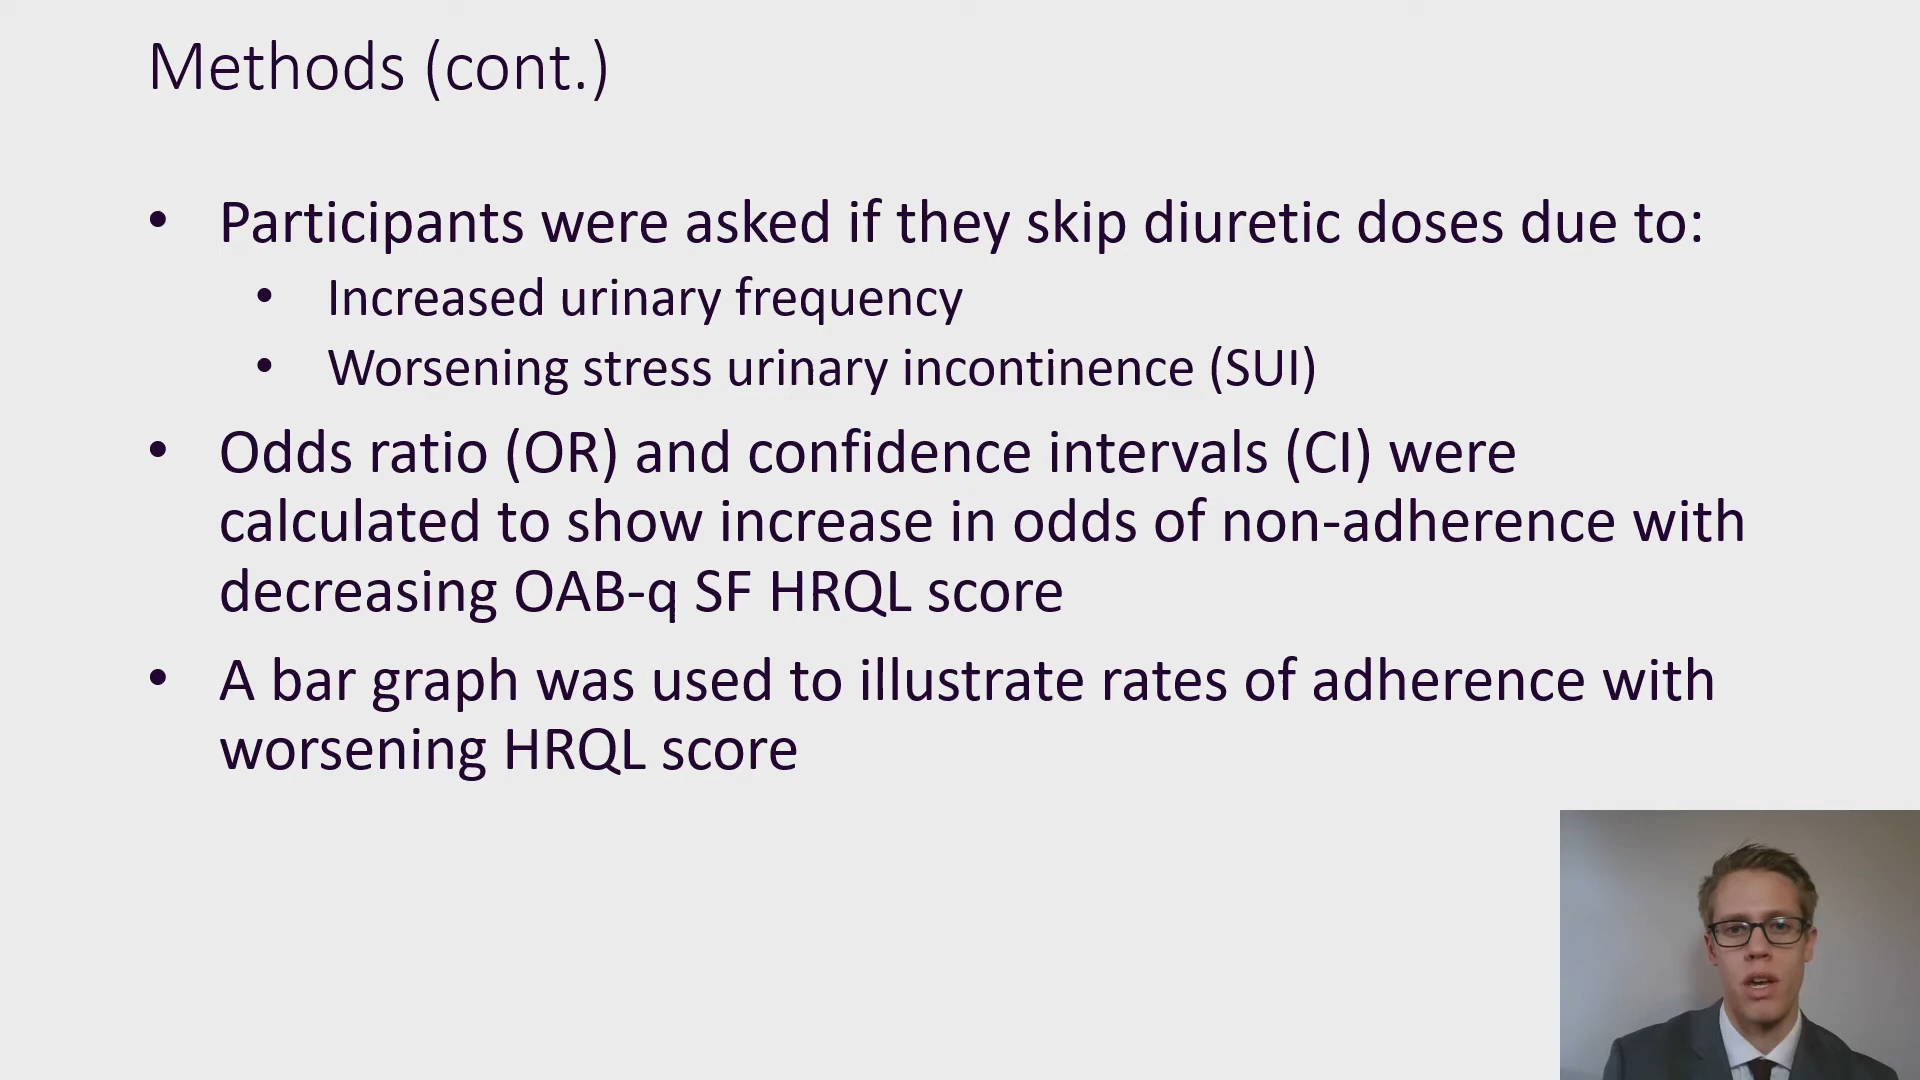 Methods (cont.)
• Participants were asked if they skip diuretic doses due to:
• Increased urinary frequency
• Worsening stress urinary incontinence (SUI)
• Odds ratio (OR) and confidence intervals (CI) were
calculated to show increase in odds of non-adherence with
decreasing OAB-q SF HRQL score
• A bar graph was used to illustrate rates of adherence with
worsening HRQL score